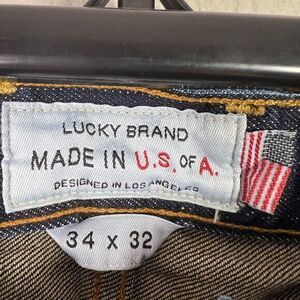 LUCKY BRAND
MADE IN U.S. OF A.
DESIGNED IN LOS ANGELES
34 x 32